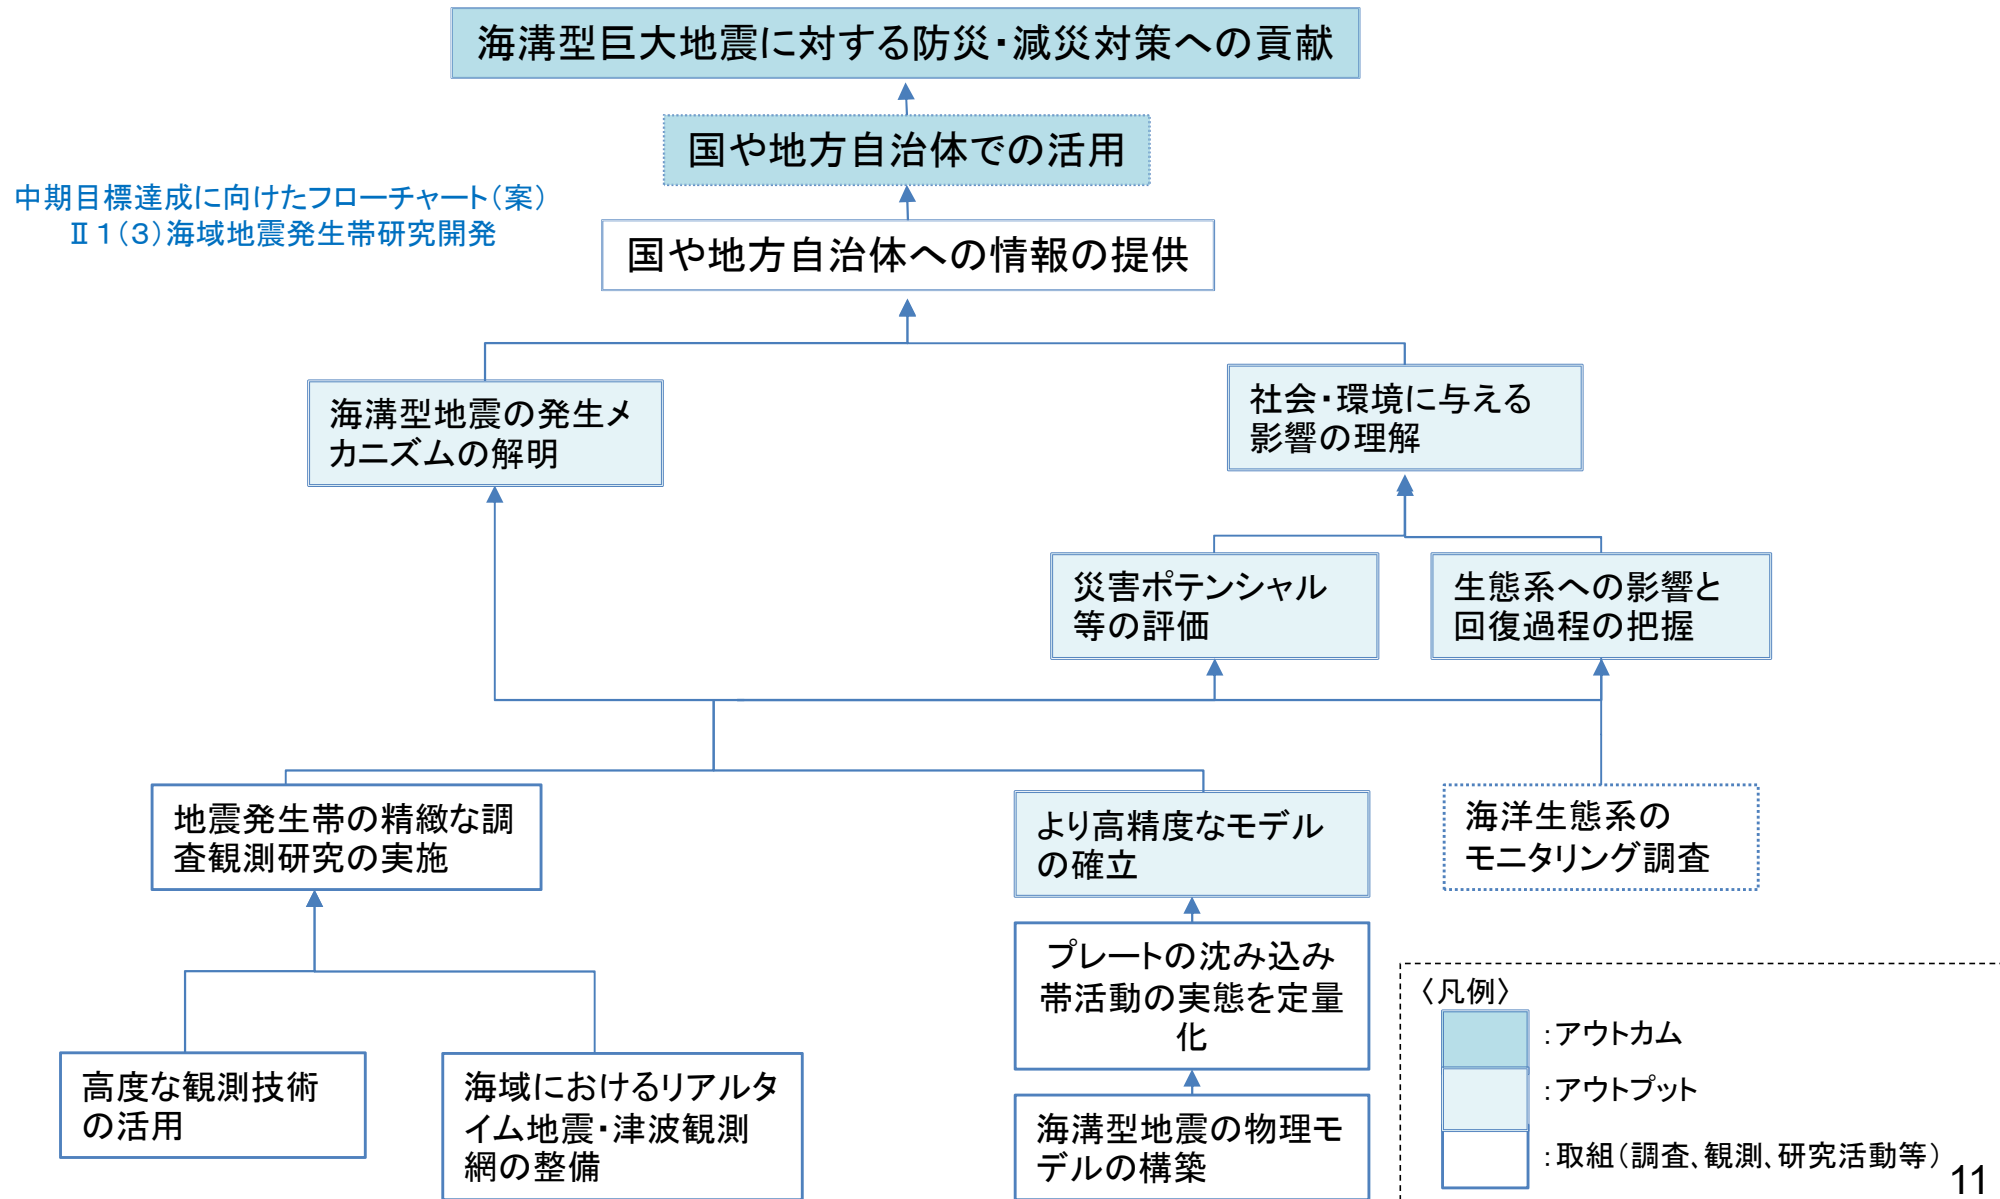 海溝型巨大地震に対する防災・減災対策への貢献
国や地方自治体での活用
中期目標達成に向けたフローチャート(案)
Ⅱ１(３)海域地震発生帯研究開発
国や地方自治体への情報の提供
海溝型地震の発生メ
カニズムの解明
社会・環境に与える
影響の理解
災害ポテンシャル
等の評価
生態系への影響と
回復過程の把握
地震発生帯の精緻な調
査観測研究の実施
より高精度なモデル
の確立
海洋生態系の
モニタリング調査
プレートの沈み込み
帯活動の実態を定量
化
高度な観測技術
の活用
海域におけるリアルタ
イム地震・津波観測
網の整備
海溝型地震の物理モ
デルの構築
〈凡例〉
：アウトカム
：アウトプット
：取組(調査、観測、研究活動等)
11